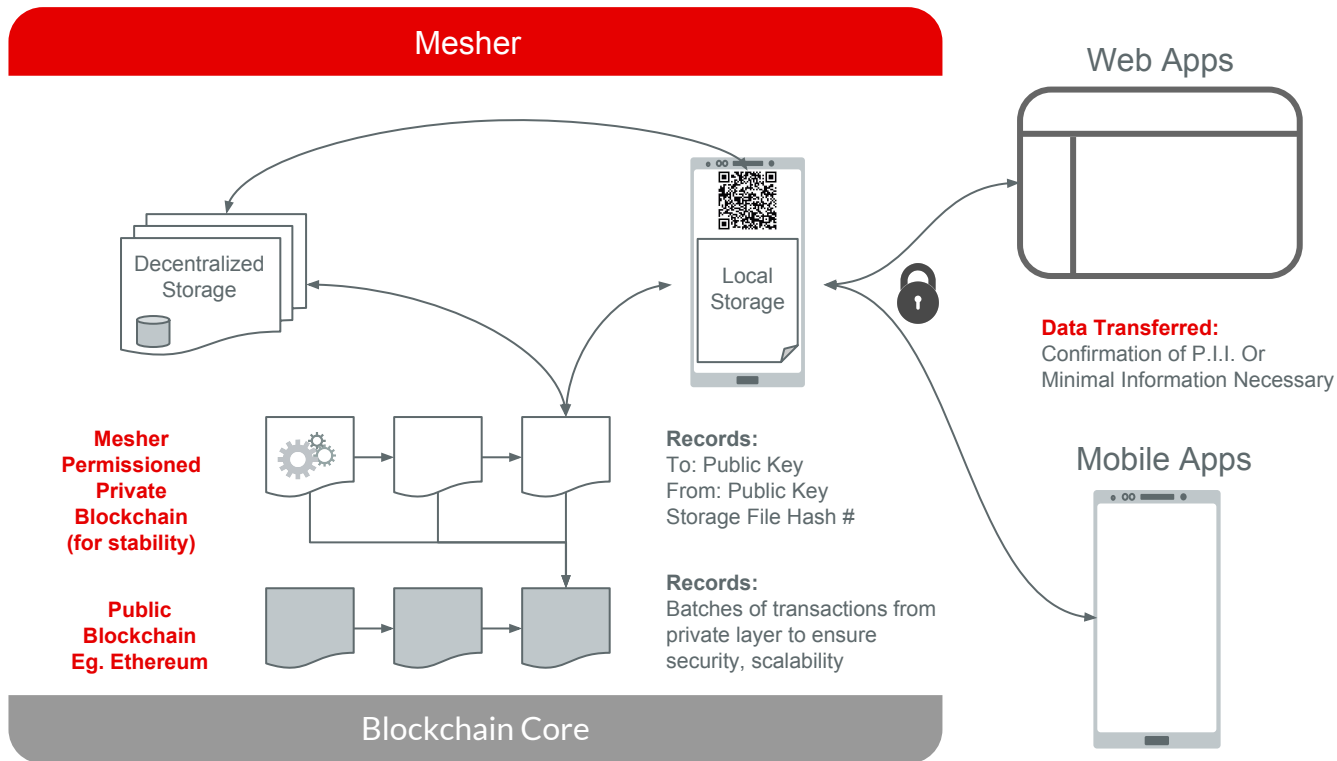 Mesher
Web Apps
Decentralized
Storage
Local
Storage
Data Transferred:
Confirmation of P.I.I. Or
Minimal Information Necessary
Mesher
Permissioned
Private
Blockchain
(for stability)
Records:
To: Public Key
From: Public Key
Storage File Hash #
Mobile Apps
Public
Blockchain
Eg. Ethereum
Records:
Batches of transactions from
private layer to ensure
security, scalability
Blockchain Core